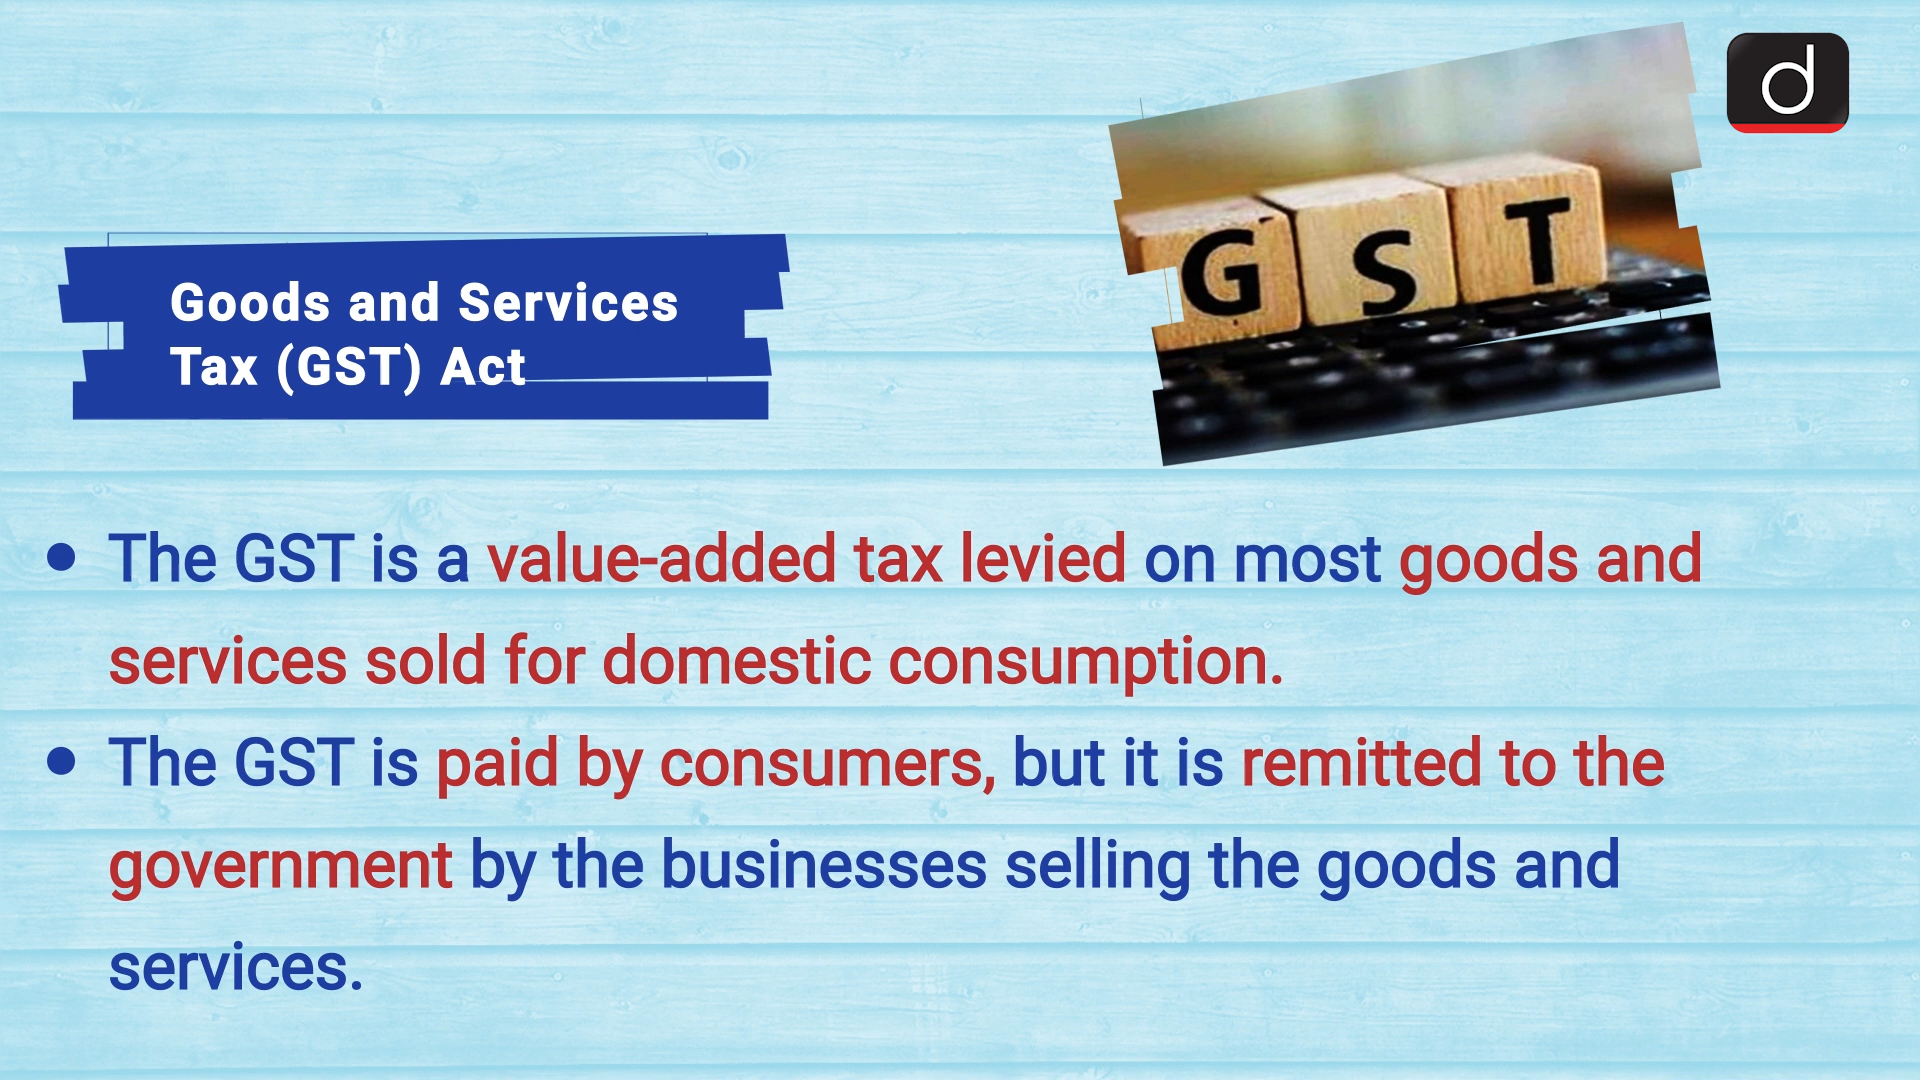 d
G S T
Goods and Services
Tax (GST) Act
• The GST is a value-added tax levied on most goods and
services sold for domestic consumption.
• The GST is paid by consumers, but it is remitted to the
government by the businesses selling the goods and
services.